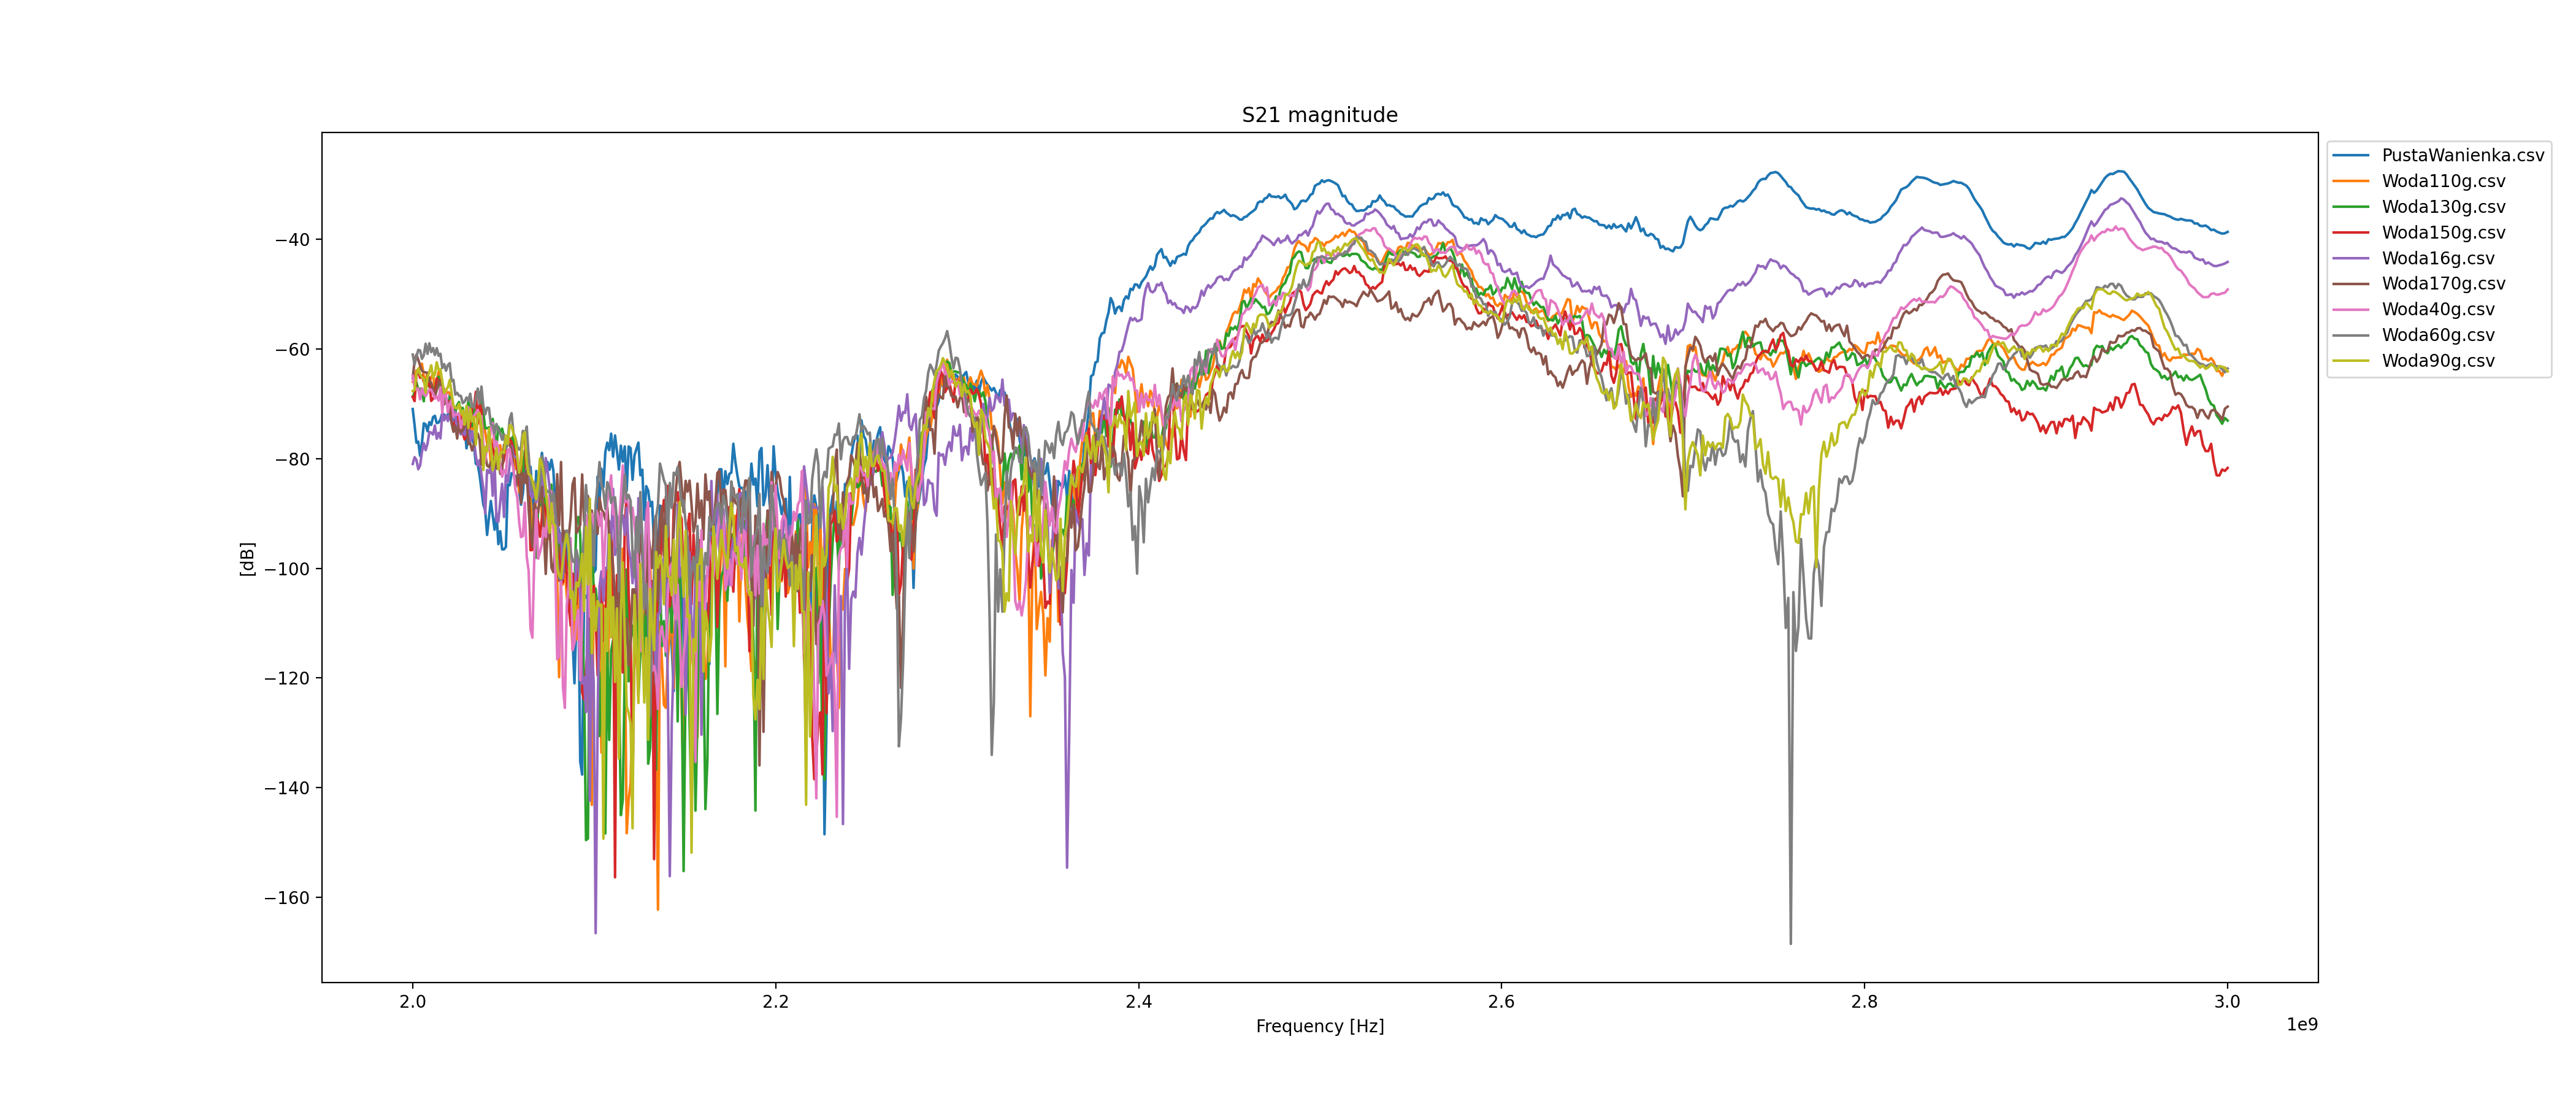 S21 magnitude
[dB]
−40
−60
−80
−100
−120
−140
−160
2.0
2.2
2.4
2.6
2.8
3.0
Frequency [Hz]
1e9
PustaWanienka.csv
Woda110g.csv
Woda130g.csv
Woda150g.csv
Woda16g.csv
Woda170g.csv
Woda40g.csv
Woda60g.csv
Woda90g.csv